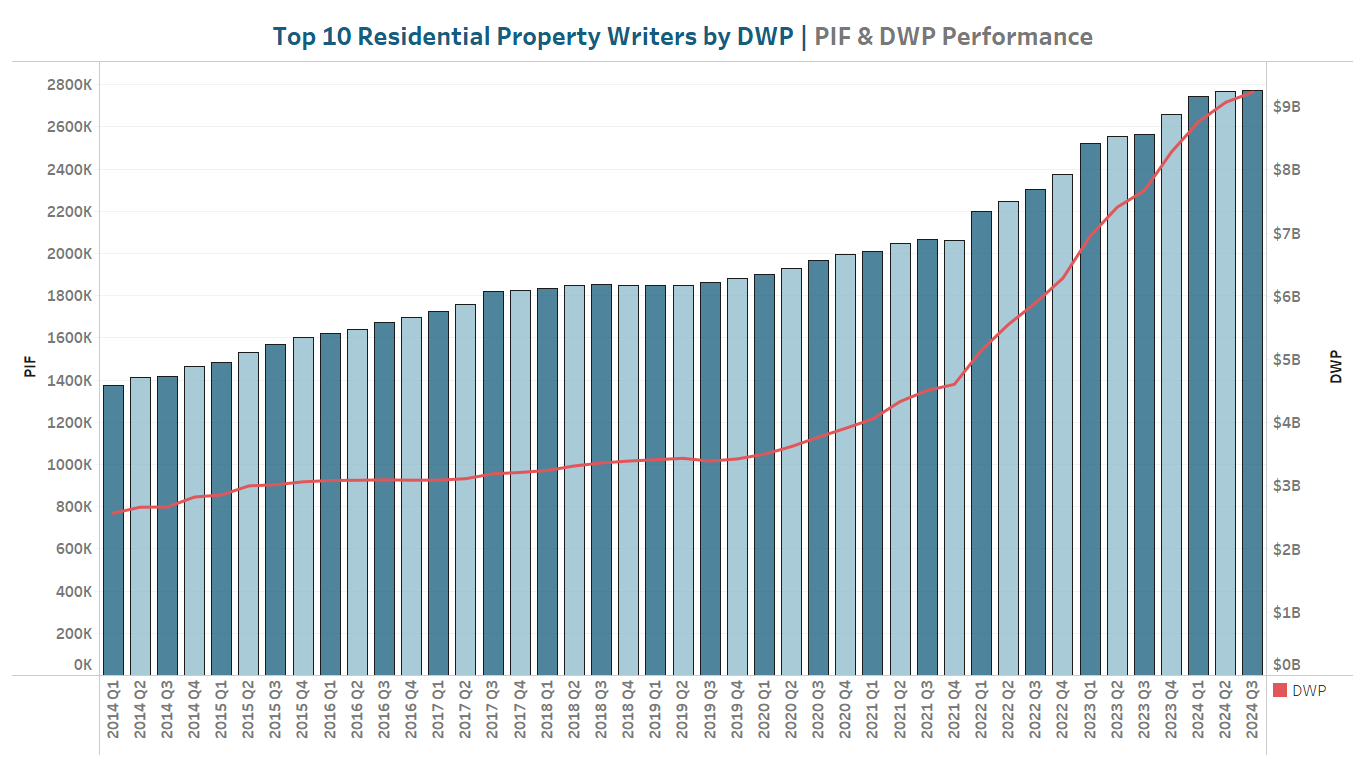 Top 10 Residential Property Writers by DWP | PIF & DWP Performance
2800K
2600K
2400K
2200K
2000K
1800K
1600K
1400K
1200K
1000K
800K
600K
400K
200K
0K
PIF
$9B
$8B
$7B
$6B
$5B
$4B
$3B
$2B
$1B
$0B
DWP
2014 Q1
2014 Q2
2014 Q3
2014 Q4
2015 Q1
2015 Q2
2015 Q3
2015 Q4
2016 Q1
2016 Q2
2016 Q3
2016 Q4
2017 Q1
2017 Q2
2017 Q3
2017 Q4
2018 Q1
2018 Q2
2018 Q3
2018 Q4
2019 Q1
2019 Q2
2019 Q3
2019 Q4
2020 Q1
2020 Q2
2020 Q3
2020 Q4
2021 Q1
2021 Q2
2021 Q3
2021 Q4
2022 Q1
2022 Q2
2022 Q3
2022 Q4
2023 Q1
2023 Q2
2023 Q3
2023 Q4
2024 Q1
2024 Q2
2024 Q3
DWP